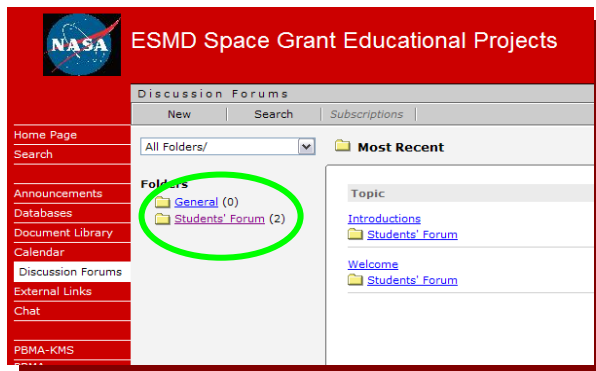 NASA
ESMD Space Grant Educational Projects
Discussion Forums
New Search Subscriptions
Home Page
Search
Announcements
Databases
Document Library
Calendar
Discussion Forums
External Links
Chat
PBMA-KMS
All Folders/
Folders
General (0)
Students' Forum (2)
Most Recent
Topic
Introductions
Students' Forum
Welcome
Students' Forum